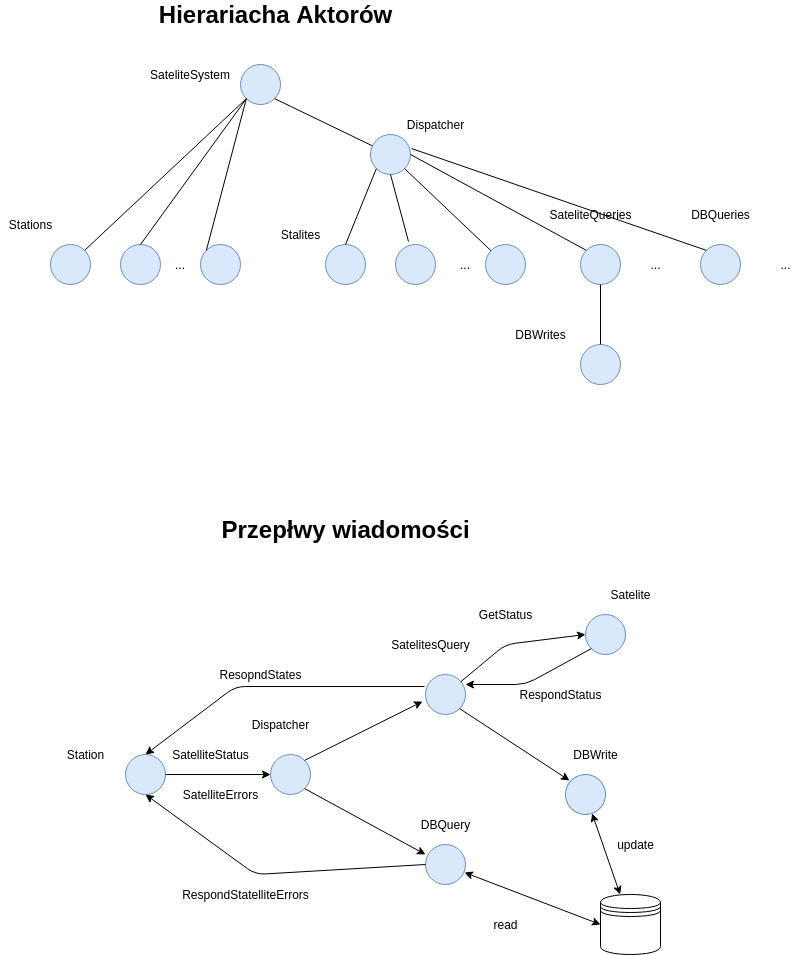 Hierariacha Aktorów
SateliteSystem
Dispatcher
Stations
Stalites
SateliteQueries
DBQueries
...
...
...
...
DBWrites
Przepłwy wiadomości
Satelite
GetStatus
SatelitesQuery
ResopndStates
RespondStatus
Dispatcher
Station
SatelliteStatus
DBWrite
SatelliteErrors
DBQuery
update
RespondStatelliteErrors
read